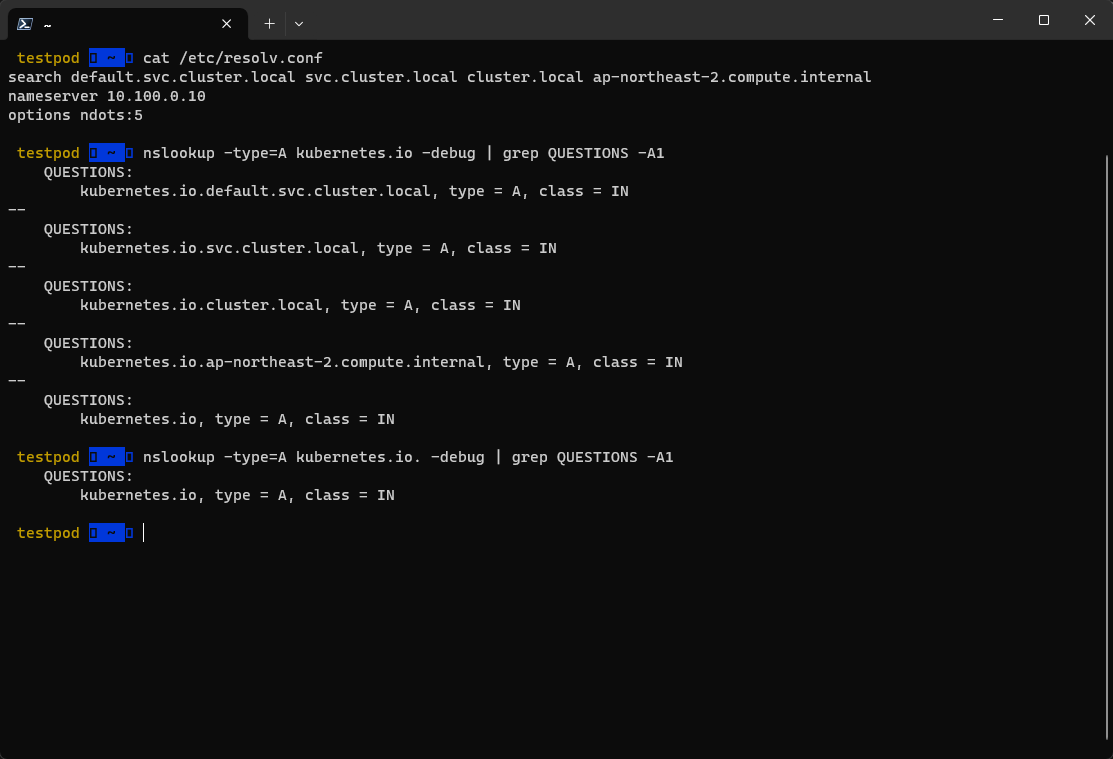 ~
testpod ~ cat /etc/resolv.conf
search default.svc.cluster.local svc.cluster.local cluster.local ap-northeast-2.compute.internal
nameserver 10.100.0.10
options ndots:5
testpod ~ nslookup -type=A kubernetes.io -debug | grep QUESTIONS -A1
QUESTIONS:
kubernetes.io.default.svc.cluster.local, type = A, class = IN
--
QUESTIONS:
kubernetes.io.svc.cluster.local, type = A, class = IN
--
QUESTIONS:
kubernetes.io.cluster.local, type = A, class = IN
--
QUESTIONS:
kubernetes.io.ap-northeast-2.compute.internal, type = A, class = IN
--
QUESTIONS:
kubernetes.io, type = A, class = IN
testpod ~ nslookup -type=A kubernetes.io. -debug | grep QUESTIONS -A1
QUESTIONS:
kubernetes.io, type = A, class = IN
testpod ~